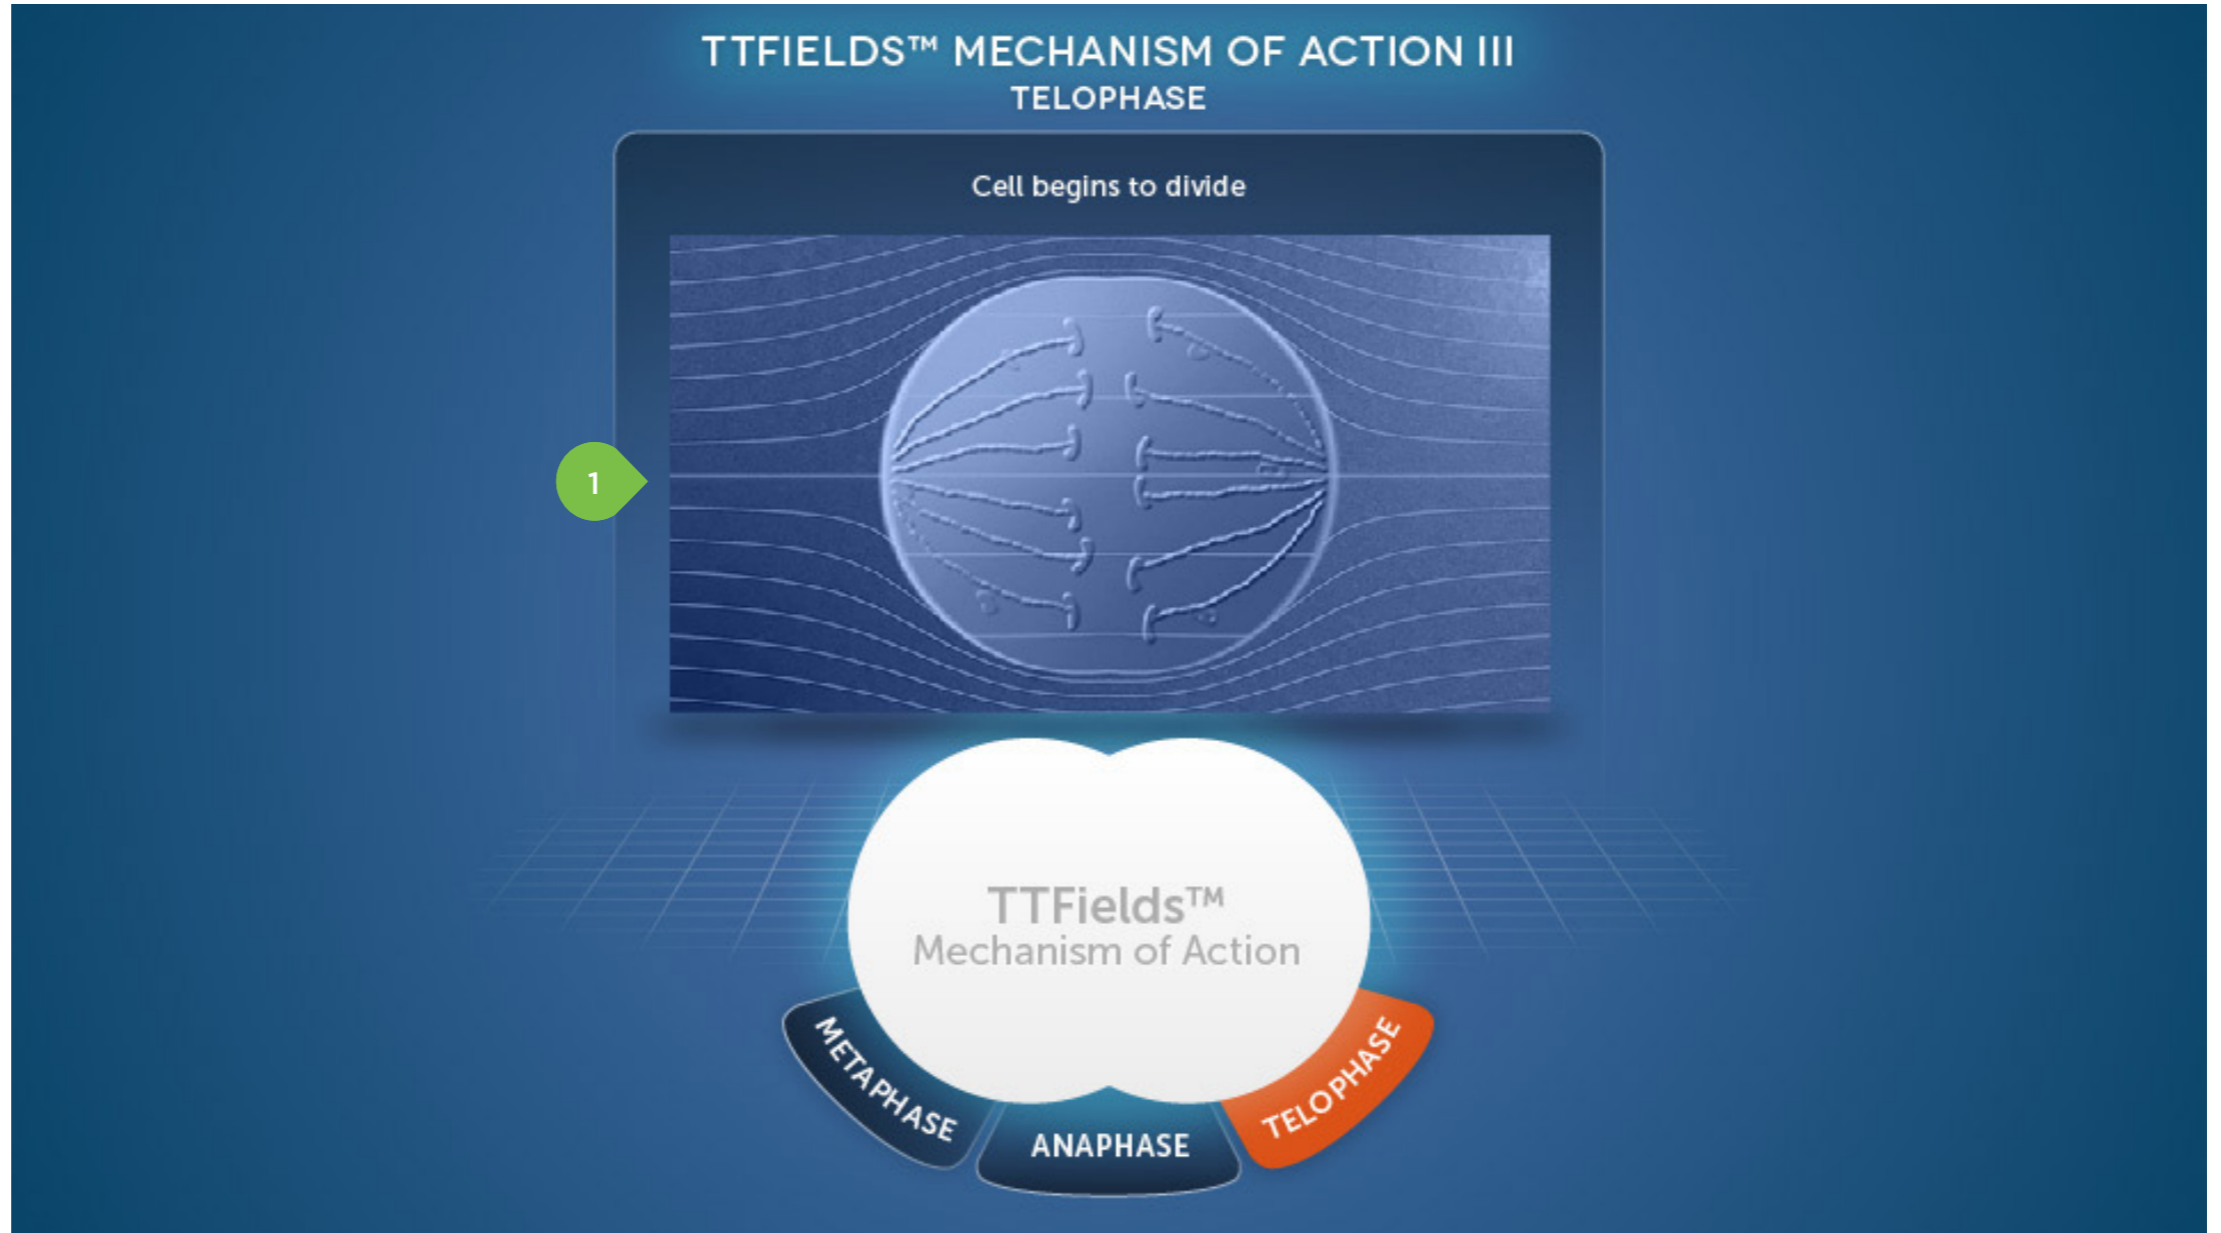 TTFIELDS™ MECHANISM OF ACTION III
TELOPHASE
Cell begins to divide
1
TTFields™
Mechanism of Action
METAPHASE
ANAPHASE
TELOPHASE